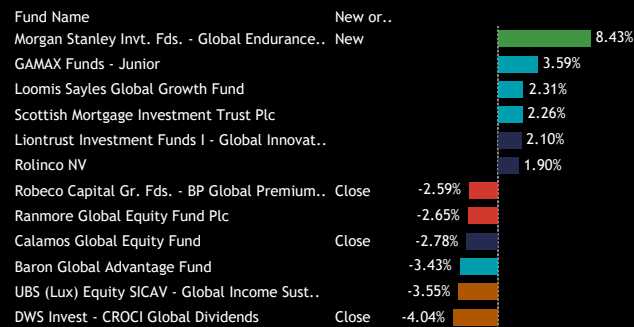 Fund Name New or..
Morgan Stanley Invt. Fds. - Global Endurance.. New 8.43%
GAMAX Funds - Junior 3.59%
Loomis Sayles Global Growth Fund 2.31%
Scottish Mortgage Investment Trust Plc 2.26%
Liontrust Investment Funds I - Global Innovat.. 2.10%
Rolinco NV 1.90%
Robeco Capital Gr. Fds. - BP Global Premium.. Close -2.59%
Ranmore Global Equity Fund Plc -2.65%
Calamos Global Equity Fund Close -2.78%
Baron Global Advantage Fund -3.43%
UBS (Lux) Equity SICAV - Global Income Sust.. -3.55%
DWS Invest - CROCI Global Dividends Close -4.04%